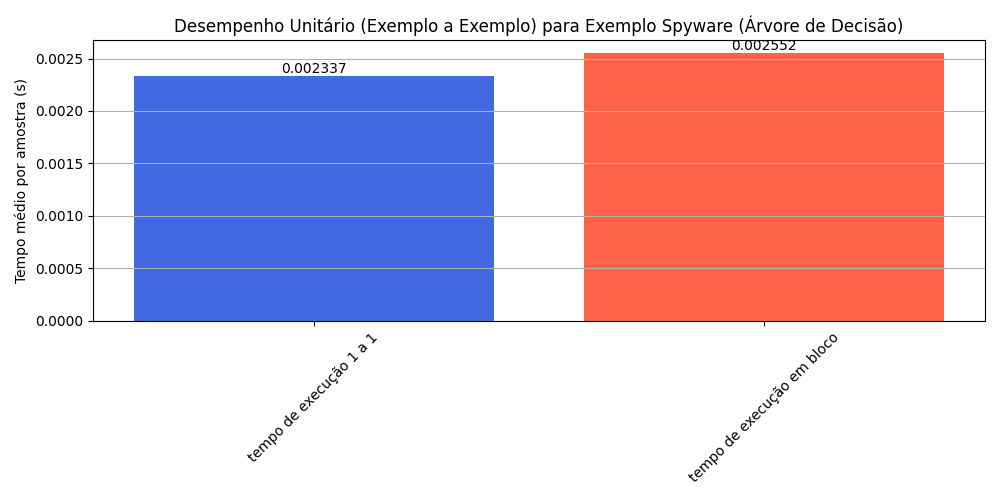 Desempenho Unitário (Exemplo a Exemplo) para Exemplo Spyware (Árvore de Decisão)
Tempo médio por amostra (s)
0.0025
0.0020
0.0015
0.0010
0.0005
0.0000
0.002337
0.002552
tempo de execução 1 a 1
tempo de execução em bloco